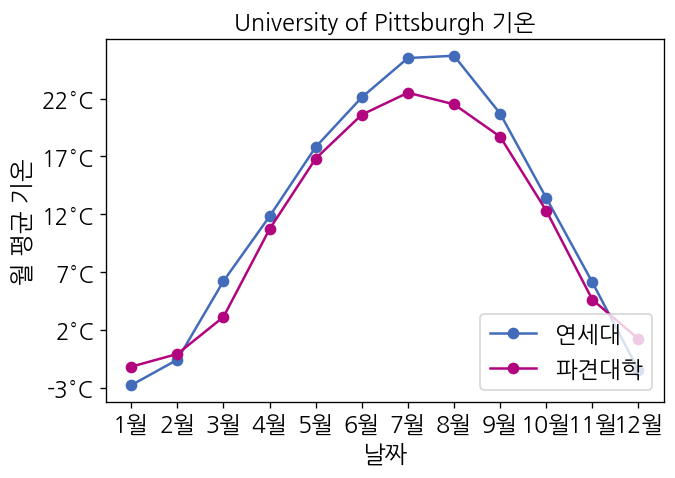 University of Pittsburgh 기온
월 평균 기온
22°C
17°C
12°C
7°C
2°C
-3°C
연세대
파견대학
1월 2월 3월 4월 5월 6월 7월 8월 9월 10월 11월 12월
날짜